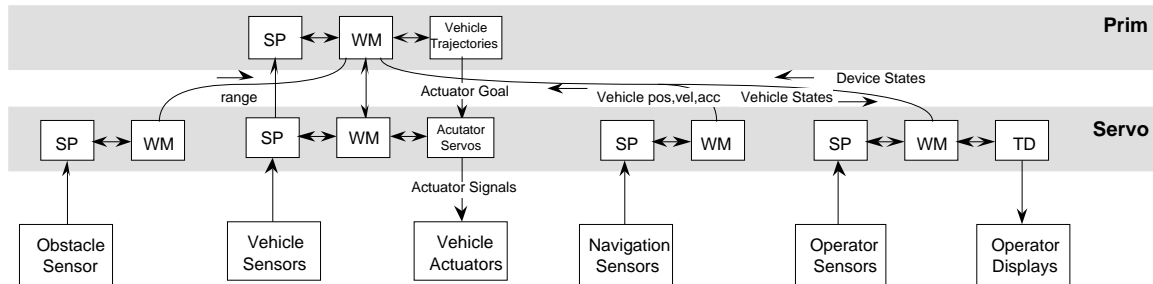 Prim
SP
WM
Vehicle
Trajectories
range
Actuator Goal
Device States
Vehicle pos,vel,acc
Vehicle States
Servo
SP
WM
SP
WM
Acutator
Servos
SP
WM
SP
WM
TD
Actuator Signals
Obstacle
Sensor
Vehicle
Sensors
Vehicle
Actuators
Navigation
Sensors
Operator
Sensors
Operator
Displays